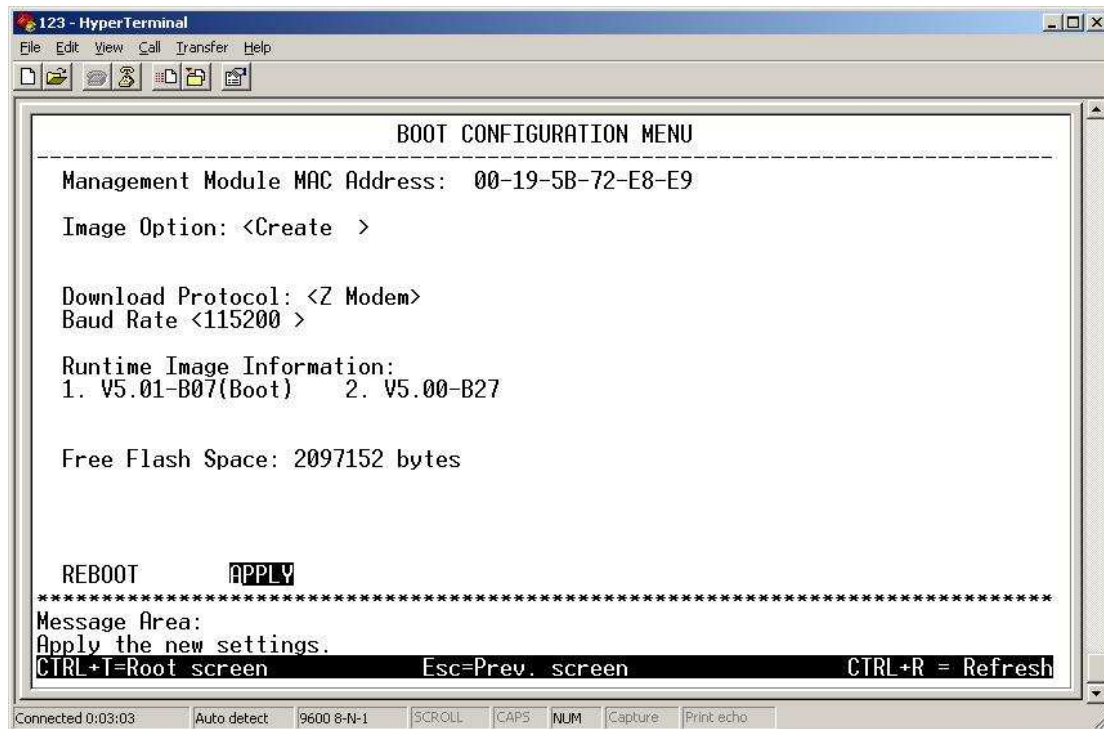 123 - HyperTerminal
File Edit View Call Transfer Help
BOOT CONFIGURATION MENU
--------------------------------------------------------------------------------
Management Module MAC Address: 00-19-5B-72-E8-E9
Image Option: <Create >
Download Protocol: <Z Modem>
Baud Rate <115200 >
Runtime Image Information:
1. V5.01-B07(Boot) 2. V5.00-B27
Free Flash Space: 2097152 bytes
REBOOT APPLY
********************************************************************************
Message Area:
Apply the new settings.
CTRL+T=Root screen Esc=Prev. screen CTRL+R = Refresh
Connected 0:03:03 Auto detect 9600 8-N-1 SCROLL CAPS NUM Capture Print echo